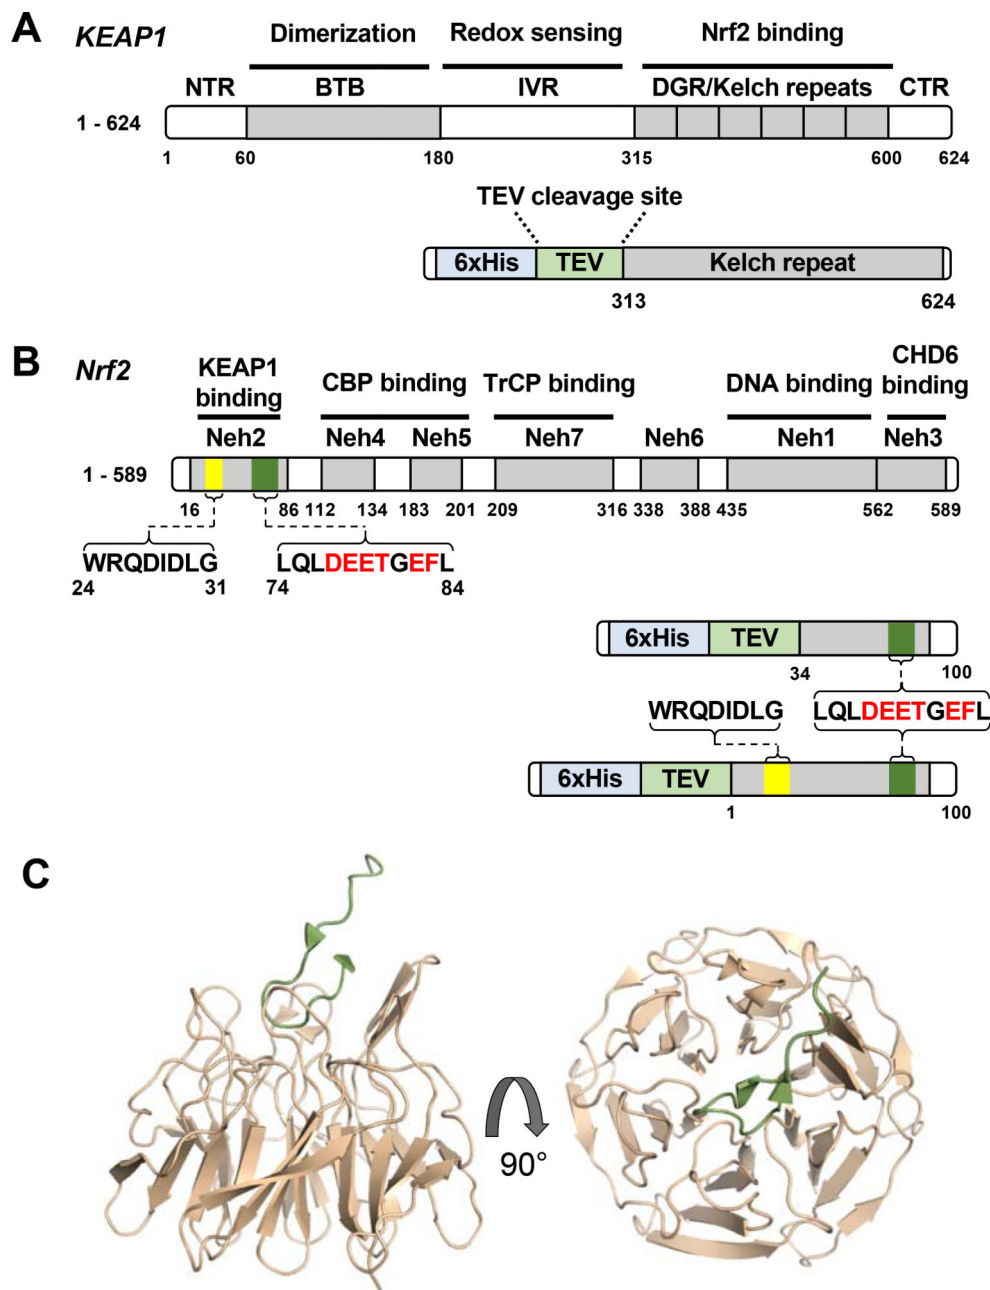 A
KEAP1
Dimerization Redox sensing Nrf2 binding
NTR BTB IVR DGR/Kelch repeats CTR
1 - 624
1 60 180 315 600 624
TEV cleavage site
6xHis TEV Kelch repeat
313 624
B
Nrf2
KEAP1 binding
CBP binding
TrCP binding
DNA binding
CHD6 binding
Neh2 Neh4 Neh5 Neh7 Neh6 Neh1 Neh3
1 - 589
16 86 112 134 183 201 209 316 338 388 435 562 589
WRQDIDLG LQLDEETGEFL
24 31 74 84
6xHis TEV
34 100
WRQDIDLG LQLDEETGEFL
6xHis TEV
1 100
C
90°